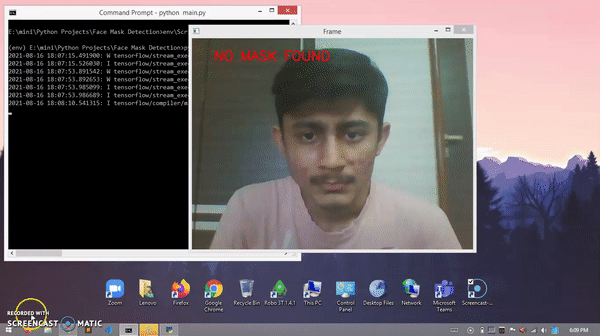 Command Prompt - python main.py
E:\mini\Python Projects\Face Mask Detection>env\Scr
(env) E:\mini\Python Projects\Face Mask Detection>p
2021-08-16 18:07:15.491900: W tensorflow/stream_exe
2021-08-16 18:07:15.526030: I tensorflow/stream_exe
2021-08-16 18:07:53.891542: W tensorflow/stream_exe
2021-08-16 18:07:53.892653: W tensorflow/stream_exe
2021-08-16 18:07:53.985099: I tensorflow/stream_exe
2021-08-16 18:07:53.986689: I tensorflow/stream_exe
2021-08-16 18:08:10.541315: I tensorflow/compiler/m
Frame
NO MASK FOUND
Zoom
Lenovo
Firefox
Google Chrome
Recycle Bin
Robo 3T 1.4.1
This PC
Control Panel
Desktop Files
Network
Microsoft Teams
Screencast-...
RECORDED WITH
SCREENCAST MATIC
6:09 PM